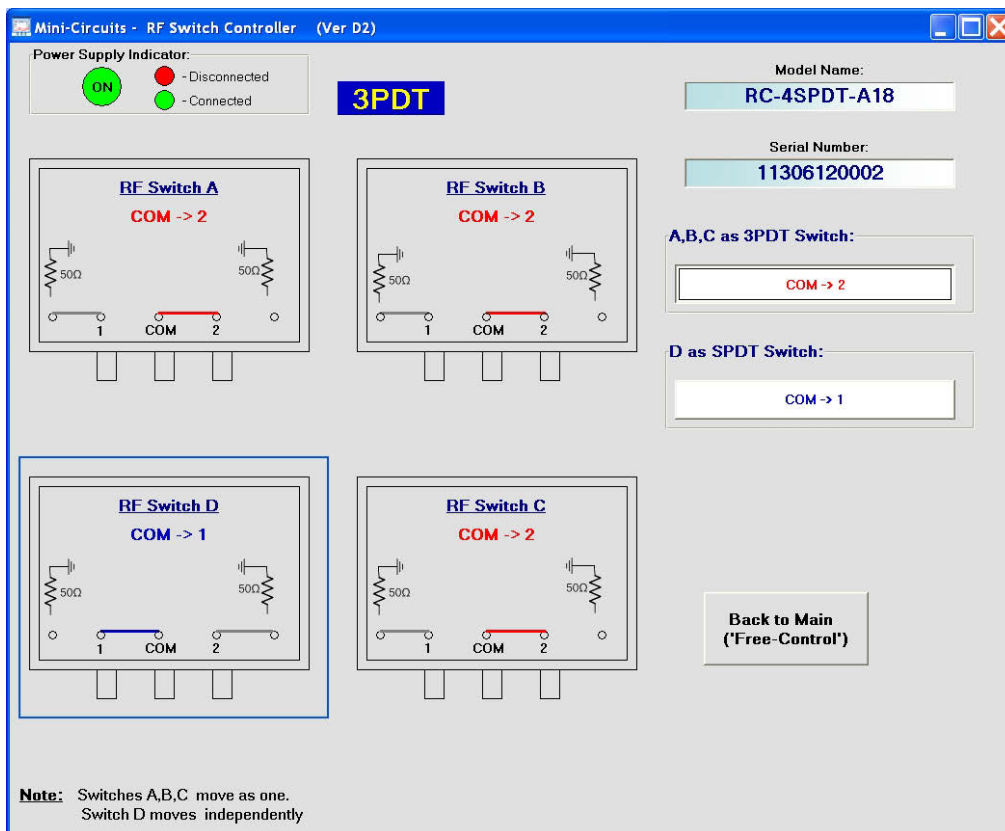 Mini-Circuits - RF Switch Controller (Ver D2)
Power Supply Indicator:
ON
- Disconnected
- Connected
3PDT
Model Name:
RC-4SPDT-A18
Serial Number:
11306120002
RF Switch A
COM -> 2
50Ω
50Ω
1 COM 2
RF Switch B
COM -> 2
50Ω
50Ω
1 COM 2
A,B,C as 3PDT Switch:
COM -> 2
D as SPDT Switch:
COM -> 1
RF Switch D
COM -> 1
50Ω
50Ω
1 COM 2
RF Switch C
COM -> 2
50Ω
50Ω
1 COM 2
Back to Main
('Free-Control')
Note: Switches A,B,C move as one.
Switch D moves independently